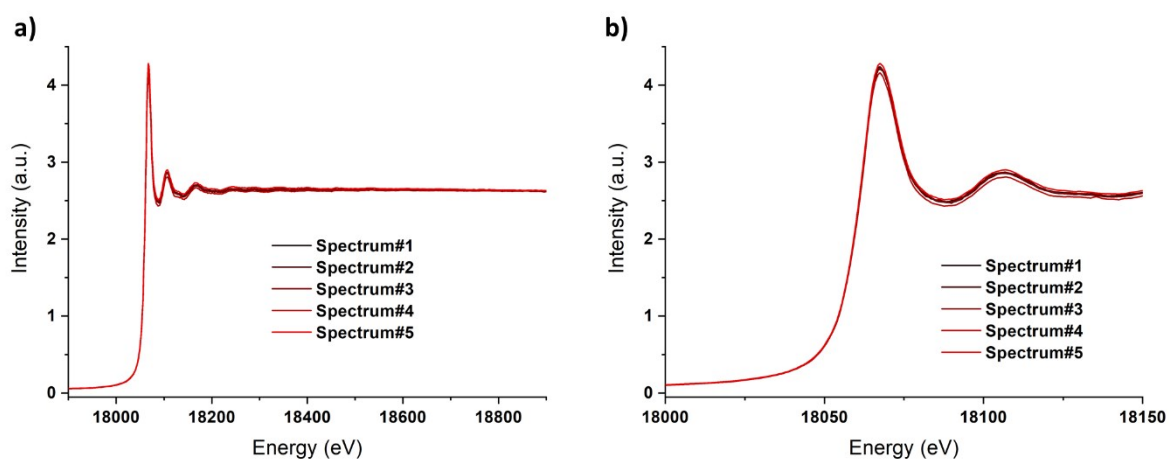 a)
Intensity (a.u.)
4
3
2
1
0
Spectrum#1
Spectrum#2
Spectrum#3
Spectrum#4
Spectrum#5
18000 18200 18400 18600 18800
Energy (eV)
b)
Intensity (a.u.)
4
3
2
1
0
Spectrum#1
Spectrum#2
Spectrum#3
Spectrum#4
Spectrum#5
18000 18050 18100 18150
Energy (eV)